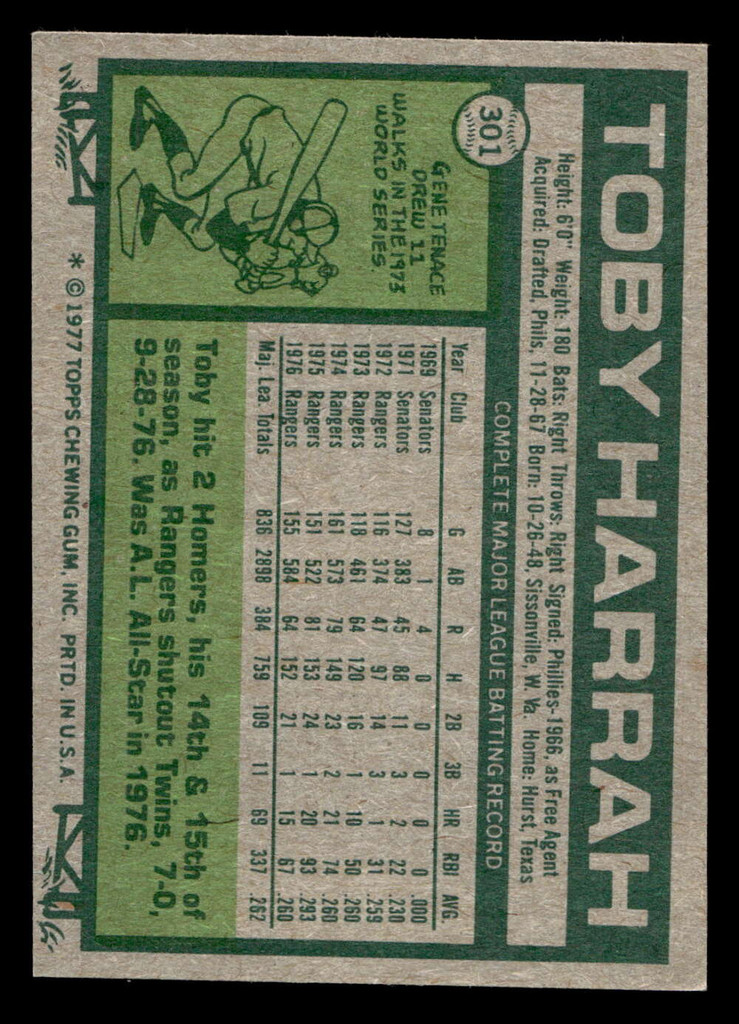 301
TOBY HARRAH
Height: 6'0" Weight: 180 Bats: Right Throws: Right Signed: Phillies-1966, as Free Agent
Acquired: Drafted, Phils, 11-28-67 Born: 10-26-48, Sissonville, W. Va. Home: Hurst, Texas
COMPLETE MAJOR LEAGUE BATTING RECORD
GENE TENACE
DREW 11
WALKS IN THE 1973
WORLD SERIES.
Year Club G AB R H 2B 3B HR RBI AVG.
1969 Senators 8 1 4 0 0 0 0 0 .000
1971 Senators 127 383 45 88 11 3 2 22 .230
1972 Rangers 116 374 47 97 14 3 1 31 .259
1973 Rangers 118 461 64 120 16 1 10 50 .260
1974 Rangers 161 573 79 149 23 2 21 74 .260
1975 Rangers 151 522 81 153 24 1 20 93 .293
1976 Rangers 155 584 64 152 21 1 15 67 .260
Maj. Lea. Totals 836 2898 384 759 109 11 69 337 .262
Toby hit 2 Homers, his 14th & 15th of
season, as Rangers shutout Twins, 7-0,
9-28-76. Was A.L. All-Star in 1976.
* © 1977 TOPPS CHEWING GUM, INC. PRTD. IN U.S.A.